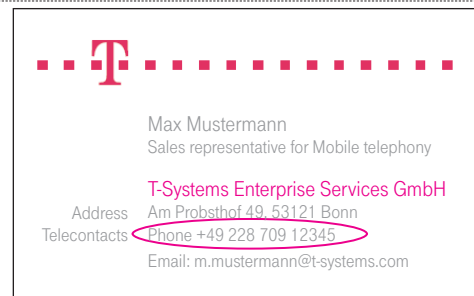 T
Max Mustermann
Sales representative for Mobile telephony
T-Systems Enterprise Services GmbH
Address Am Probsthof 49, 53121 Bonn
Telecontacts Phone +49 228 709 12345
Email: m.mustermann@t-systems.com